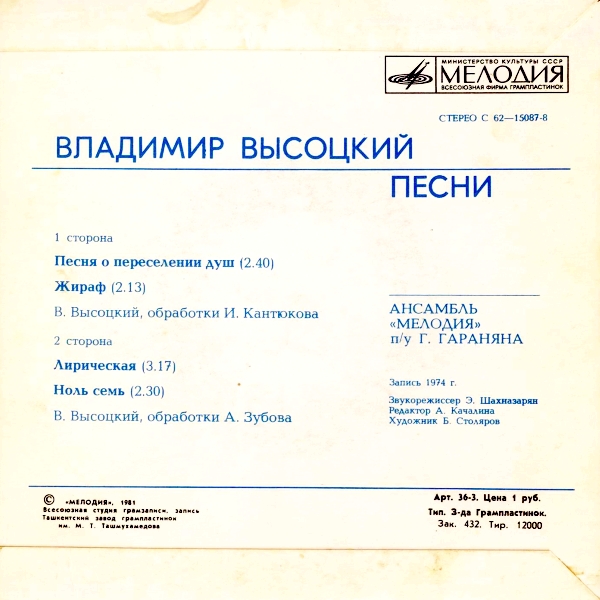 МИНИСТЕРСТВО КУЛЬТУРЫ СССР
МЕЛОДИЯ
ВСЕСОЮЗНАЯ ФИРМА ГРАМПЛАСТИНОК
СТЕРЕО С 62—15087-8
ВЛАДИМИР ВЫСОЦКИЙ
ПЕСНИ
1 сторона
Песня о переселении душ (2.40)
Жираф (2.13)
В. Высоцкий, обработки И. Кантюкова
2 сторона
Лирическая (3.17)
Ноль семь (2.30)
В. Высоцкий, обработки А. Зубова
АНСАМБЛЬ
«МЕЛОДИЯ»
п/у Г. ГАРАНЯНА
Запись 1974 г.
Звукорежиссер Э. Шахназарян
Редактор А. Качалина
Художник Б. Столяров
© «МЕЛОДИЯ», 1981
Всесоюзная студия грамзаписи, запись
Ташкентский завод грампластинок
им. М. Т. Ташмухамедова
Арт. 36-3. Цена 1 руб.
Тип. З-да Грампластинок.
Зак. 432. Тир. 12000